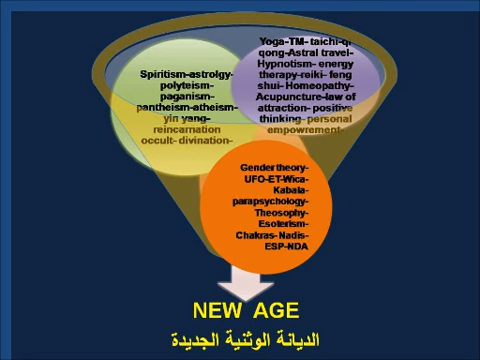 Spiritism-astrolgy-
polyteism-
paganism-
pantheism-atheism-
yin yang-
reincarnation
occult- divination-
Yoga-TM- taichi-qi
qong-Astral travel-
Hypnotism- energy
therapy-reiki- feng
shui- Homeopathy-
Acupuncture-law of
attraction- positive
thinking- personal
empowrement-
Gender theory-
UFO-ET-Wica-
Kabala-
parapsychology-
Theosophy-
Esoterism-
Chakras- Nadis-
ESP-NDA
NEW AGE
الديانة الوثنية الجديدة